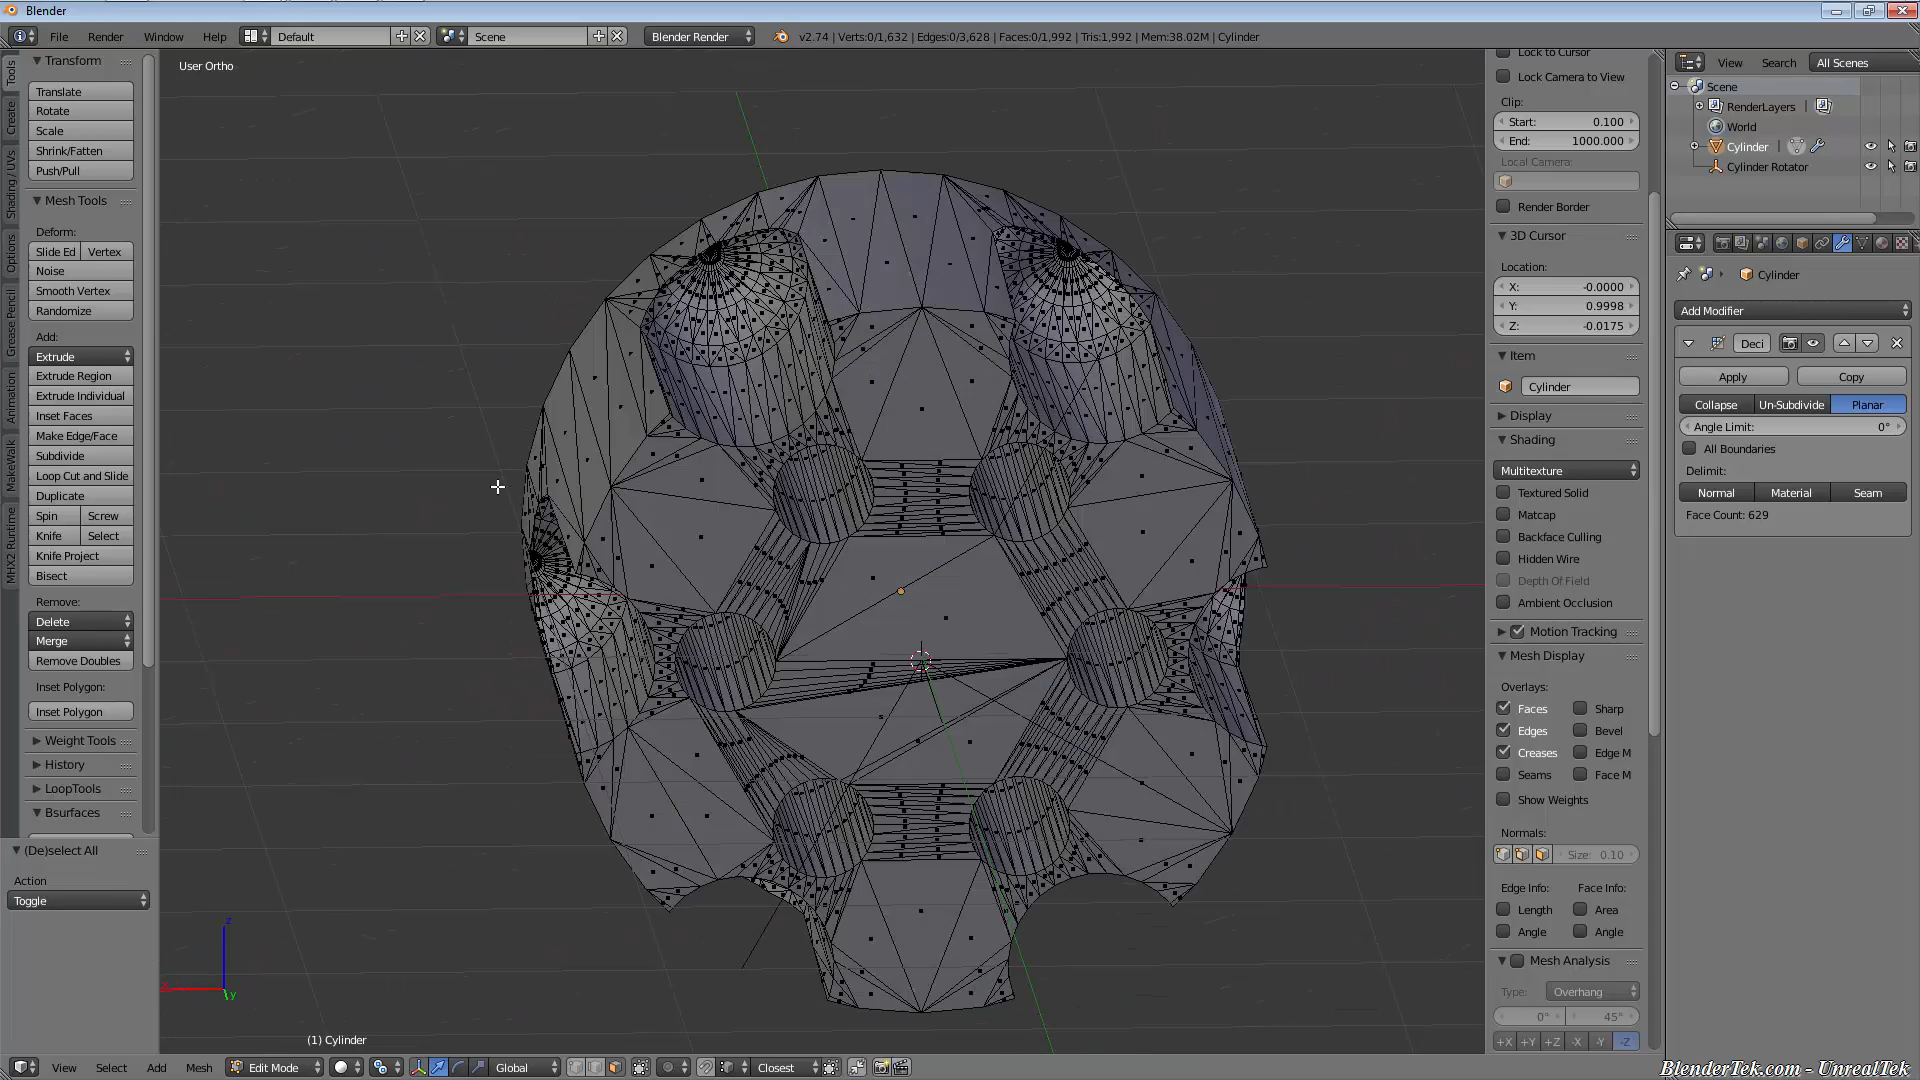 Blender
File Render Window Help Default Scene Blender Render v2.74 | Verts:0/1,632 | Edges:0/3,628 | Faces:0/1,992 | Tris:1,992 | Mem:38.02M | Cylinder
Tools
Create
Shading / UVs
Options
Grease Pencil
Animation
MakeWalk
MHX2 Runtime
Transform
Translate
Rotate
Scale
Shrink/Fatten
Push/Pull
Mesh Tools
Deform:
Slide Ed Vertex
Noise
Smooth Vertex
Randomize
Add:
Extrude
Extrude Region
Extrude Individual
Inset Faces
Make Edge/Face
Subdivide
Loop Cut and Slide
Duplicate
Spin Screw
Knife Select
Knife Project
Bisect
Remove:
Delete
Merge
Remove Doubles
Inset Polygon:
Inset Polygon
Weight Tools
History
LoopTools
Bsurfaces
(De)select All
Action
Toggle
User Ortho
z
x
y
(1) Cylinder
View Select Add Mesh Edit Mode Global Closest
Lock to Cursor
Lock Camera to View
Clip:
Start: 0.100
End: 1000.000
Local Camera:
Render Border
3D Cursor
Location:
X: -0.0000
Y: 0.9998
Z: -0.0175
Item
Cylinder
Display
Shading
Multitexture
Textured Solid
Matcap
Backface Culling
Hidden Wire
Depth Of Field
Ambient Occlusion
Motion Tracking
Mesh Display
Overlays:
Faces Sharp
Edges Bevel
Creases Edge M
Seams Face M
Show Weights
Normals:
Size: 0.10
Edge Info: Face Info:
Length Area
Angle Angle
Mesh Analysis
Type: Overhang
0° 45°
+X +Y +Z -X -Y -Z
View Search All Scenes
Scene
RenderLayers |
World
Cylinder |
Cylinder Rotator
Cylinder
Add Modifier
Deci
Apply Copy
Collapse Un-Subdivide Planar
Angle Limit: 0°
All Boundaries
Delimit:
Normal Material Seam
Face Count: 629
BlenderTek.com - UnrealTek